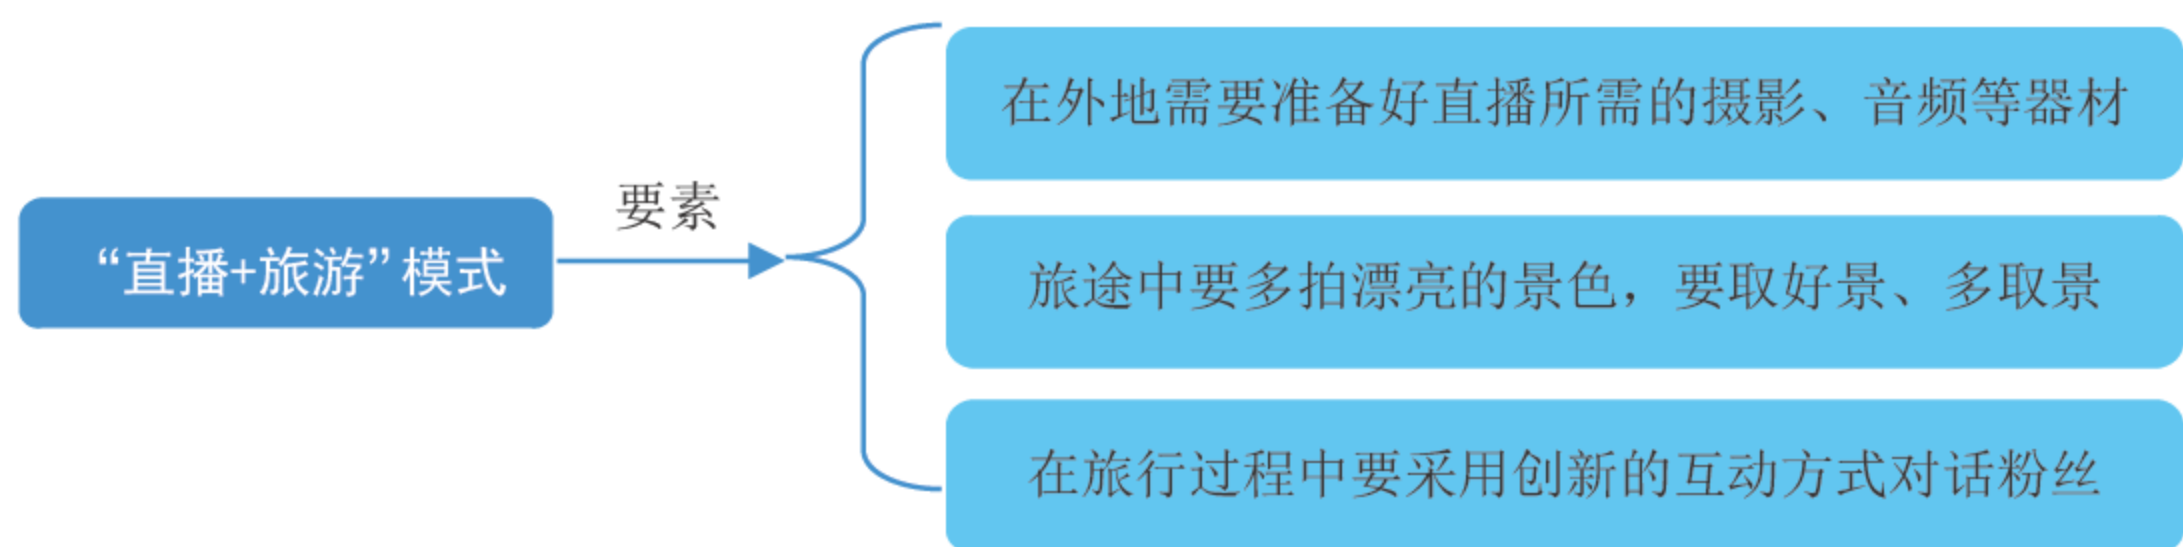 “直播+旅游”模式
要素
在外地需要准备好直播所需的摄影、音频等器材
旅途中要多拍漂亮的景色，要取好景、多取景
在旅行过程中要采用创新的互动方式对话粉丝